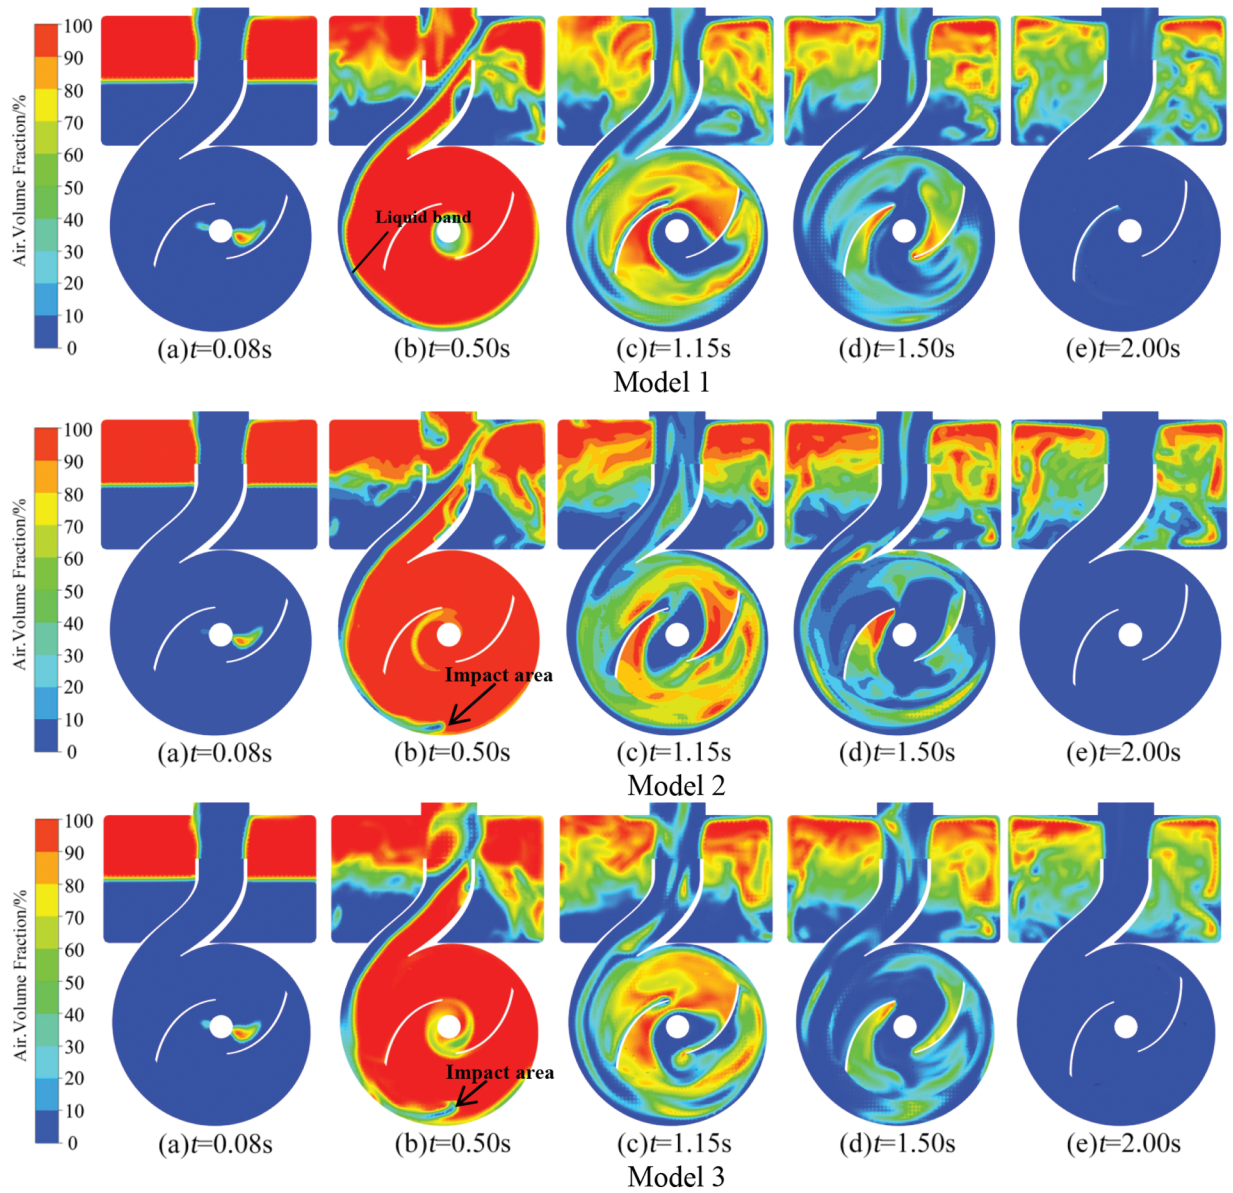 Air.Volume Fraction/%
100
90
80
70
60
50
40
30
20
10
0
Liquid band
(a)t=0.08s
(b)t=0.50s
(c)t=1.15s
(d)t=1.50s
(e)t=2.00s
Model 1
Air.Volume Fraction/%
100
90
80
70
60
50
40
30
20
10
0
Impact area
(a)t=0.08s
(b)t=0.50s
(c)t=1.15s
(d)t=1.50s
(e)t=2.00s
Model 2
Air.Volume Fraction/%
100
90
80
70
60
50
40
30
20
10
0
Impact area
(a)t=0.08s
(b)t=0.50s
(c)t=1.15s
(d)t=1.50s
(e)t=2.00s
Model 3